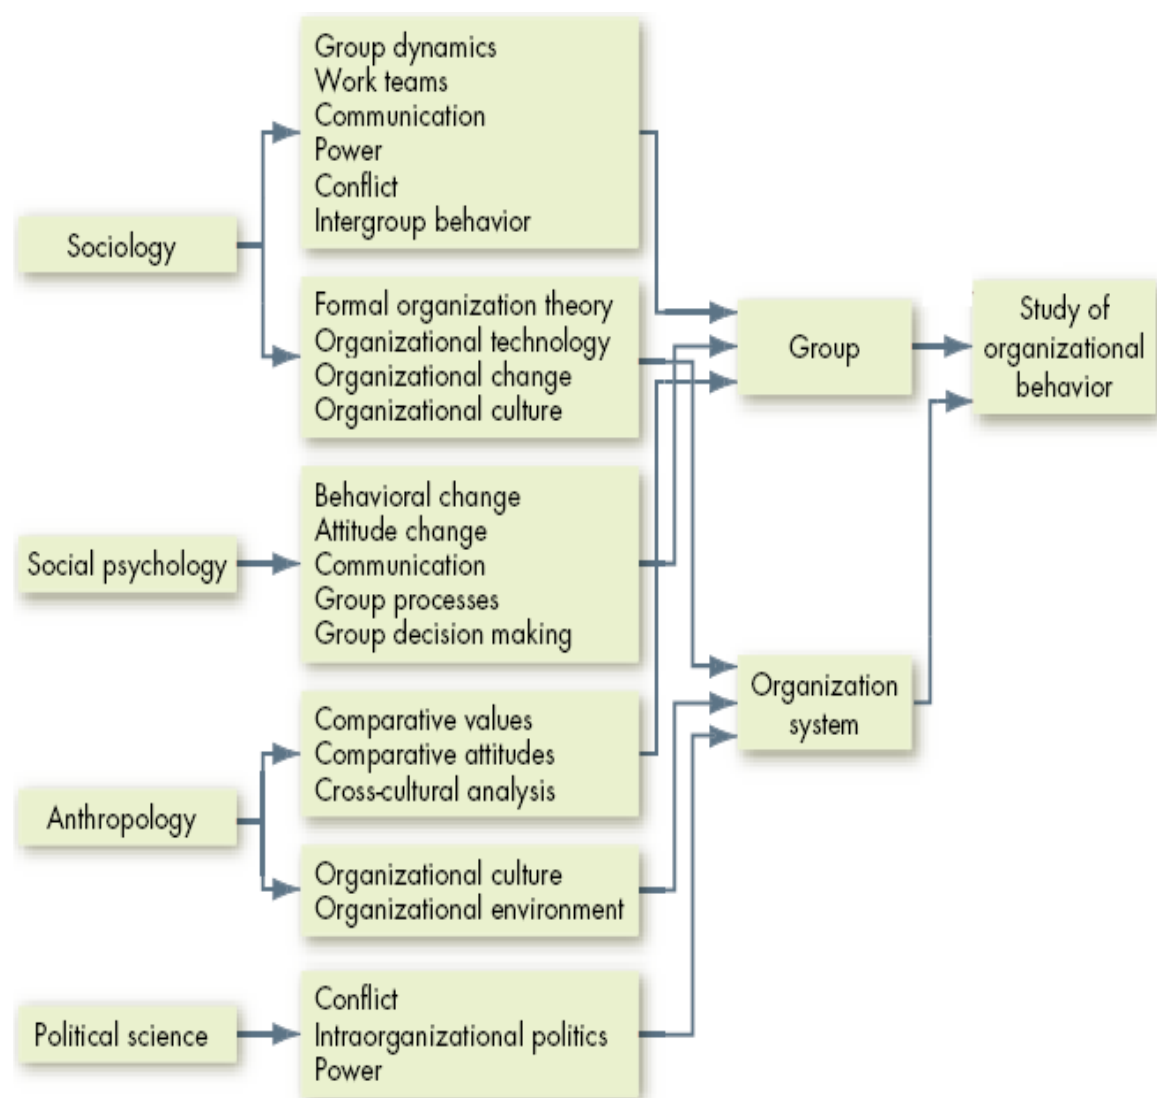 Sociology
Group dynamics
Work teams
Communication
Power
Conflict
Intergroup behavior
Formal organization theory
Organizational technology
Organizational change
Organizational culture
Social psychology
Behavioral change
Attitude change
Communication
Group processes
Group decision making
Anthropology
Comparative values
Comparative attitudes
Cross-cultural analysis
Organizational culture
Organizational environment
Political science
Conflict
Intraorganizational politics
Power
Group
Organization
system
Study of
organizational
behavior